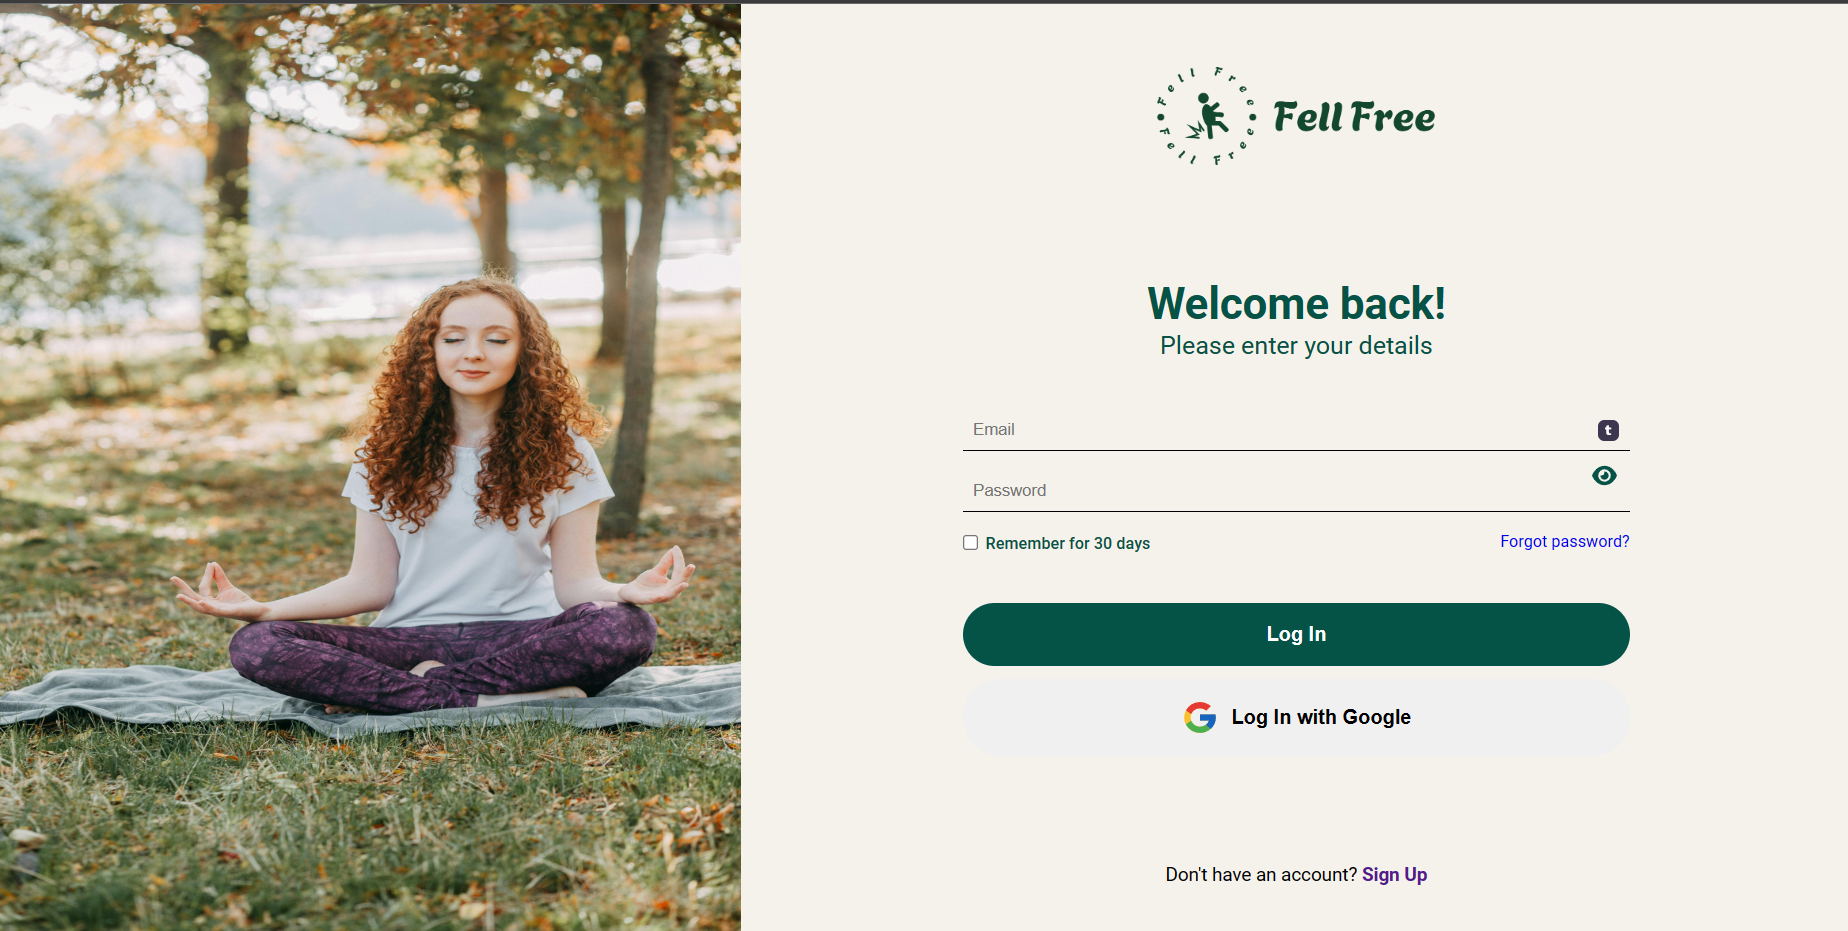 Fell Free
Fell Free
Fell Free
Welcome back!
Please enter your details
Email
t
Password
Remember for 30 days
Forgot password?
Log In
G Log In with Google
Don't have an account? Sign Up